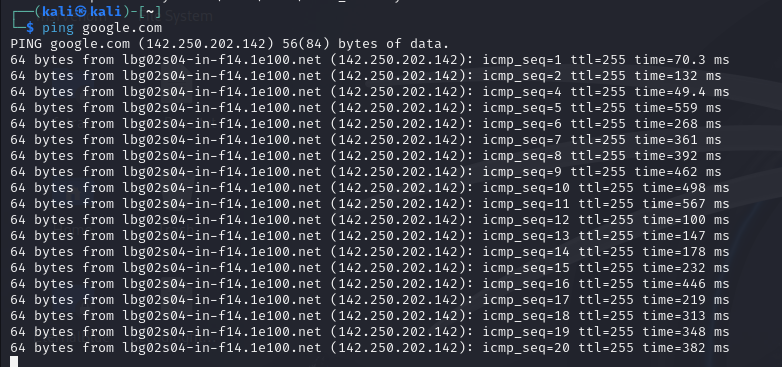 ┌──(kali㉿kali)-[~]
└─$ ping google.com
PING google.com (142.250.202.142) 56(84) bytes of data.
64 bytes from lbg02s04-in-f14.1e100.net (142.250.202.142): icmp_seq=1 ttl=255 time=70.3 ms
64 bytes from lbg02s04-in-f14.1e100.net (142.250.202.142): icmp_seq=2 ttl=255 time=132 ms
64 bytes from lbg02s04-in-f14.1e100.net (142.250.202.142): icmp_seq=4 ttl=255 time=49.4 ms
64 bytes from lbg02s04-in-f14.1e100.net (142.250.202.142): icmp_seq=5 ttl=255 time=559 ms
64 bytes from lbg02s04-in-f14.1e100.net (142.250.202.142): icmp_seq=6 ttl=255 time=268 ms
64 bytes from lbg02s04-in-f14.1e100.net (142.250.202.142): icmp_seq=7 ttl=255 time=361 ms
64 bytes from lbg02s04-in-f14.1e100.net (142.250.202.142): icmp_seq=8 ttl=255 time=392 ms
64 bytes from lbg02s04-in-f14.1e100.net (142.250.202.142): icmp_seq=9 ttl=255 time=462 ms
64 bytes from lbg02s04-in-f14.1e100.net (142.250.202.142): icmp_seq=10 ttl=255 time=498 ms
64 bytes from lbg02s04-in-f14.1e100.net (142.250.202.142): icmp_seq=11 ttl=255 time=567 ms
64 bytes from lbg02s04-in-f14.1e100.net (142.250.202.142): icmp_seq=12 ttl=255 time=100 ms
64 bytes from lbg02s04-in-f14.1e100.net (142.250.202.142): icmp_seq=13 ttl=255 time=147 ms
64 bytes from lbg02s04-in-f14.1e100.net (142.250.202.142): icmp_seq=14 ttl=255 time=178 ms
64 bytes from lbg02s04-in-f14.1e100.net (142.250.202.142): icmp_seq=15 ttl=255 time=232 ms
64 bytes from lbg02s04-in-f14.1e100.net (142.250.202.142): icmp_seq=16 ttl=255 time=446 ms
64 bytes from lbg02s04-in-f14.1e100.net (142.250.202.142): icmp_seq=17 ttl=255 time=219 ms
64 bytes from lbg02s04-in-f14.1e100.net (142.250.202.142): icmp_seq=18 ttl=255 time=313 ms
64 bytes from lbg02s04-in-f14.1e100.net (142.250.202.142): icmp_seq=19 ttl=255 time=348 ms
64 bytes from lbg02s04-in-f14.1e100.net (142.250.202.142): icmp_seq=20 ttl=255 time=382 ms